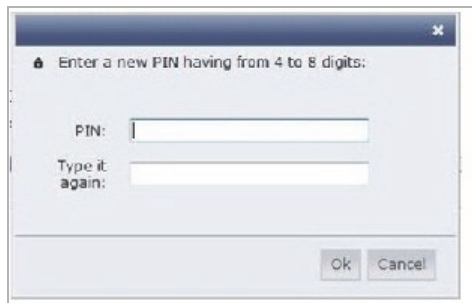 Enter a new PIN having from 4 to 8 digits:
PIN:
Type it
again:
Ok Cancel